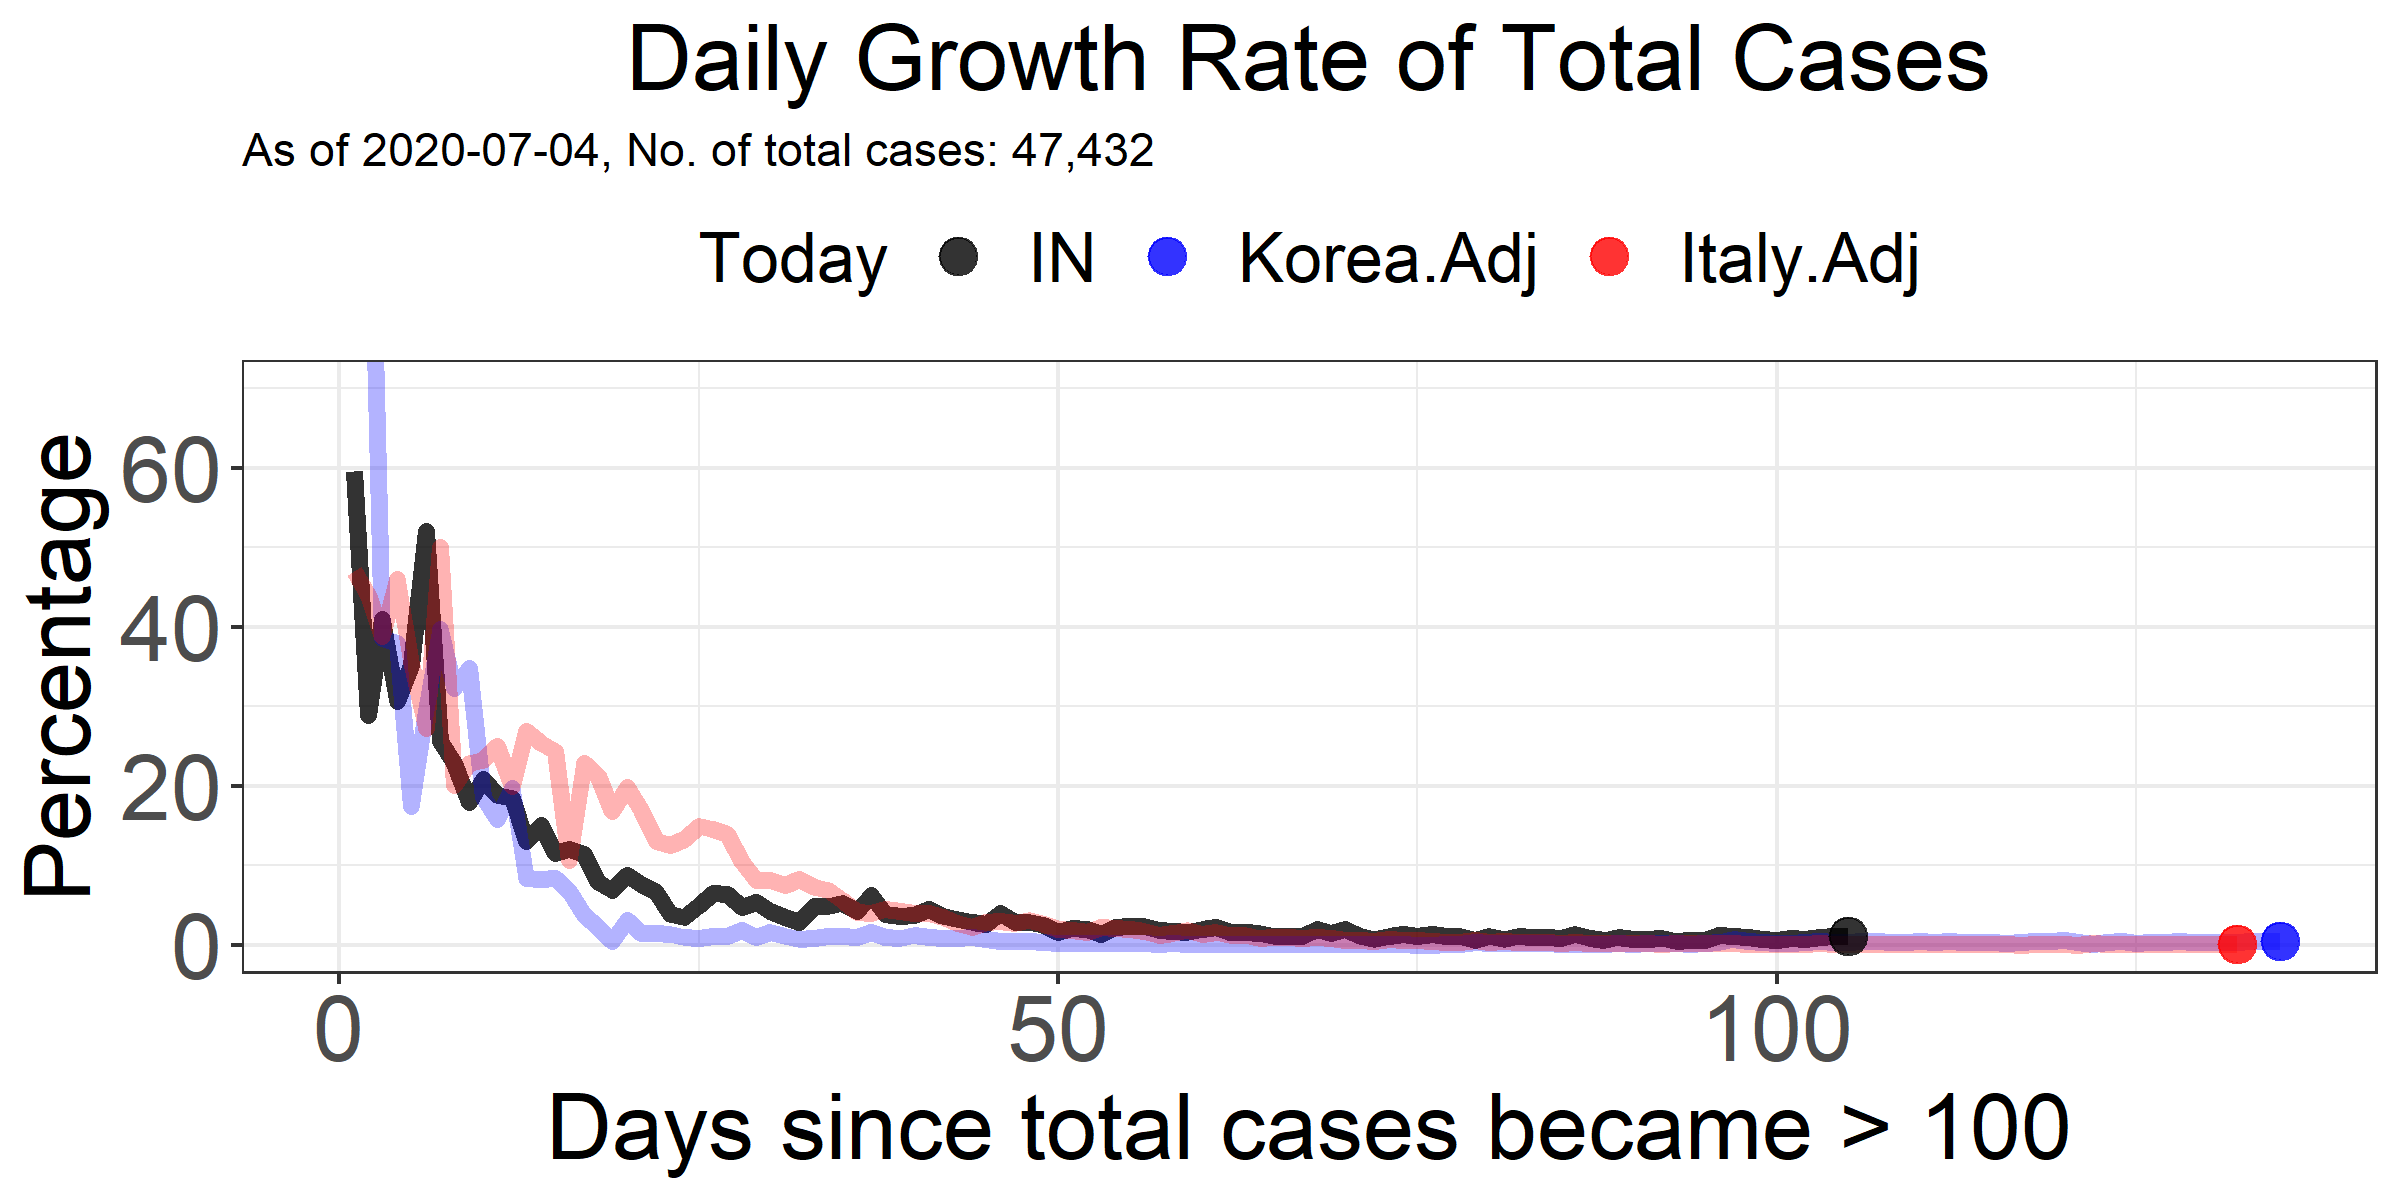 Daily Growth Rate of Total Cases
As of 2020-07-04, No. of total cases: 47,432
Today IN Korea.Adj Italy.Adj
Percentage
60
40
20
0
0 50 100
Days since total cases became > 100